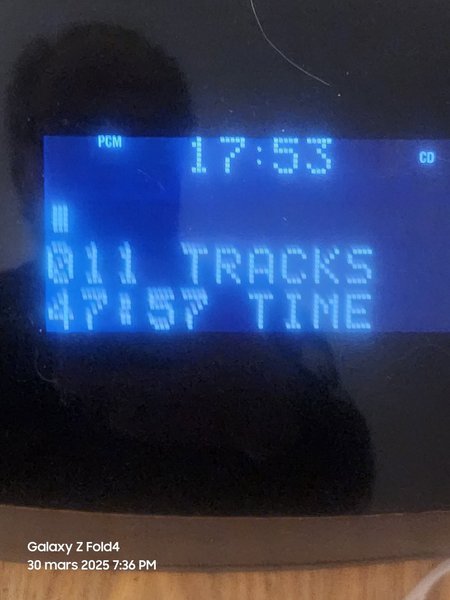 PCM 17:53 CD
011 TRACKS
47:57 TIME
Galaxy Z Fold4
30 mars 2025 7:36 PM